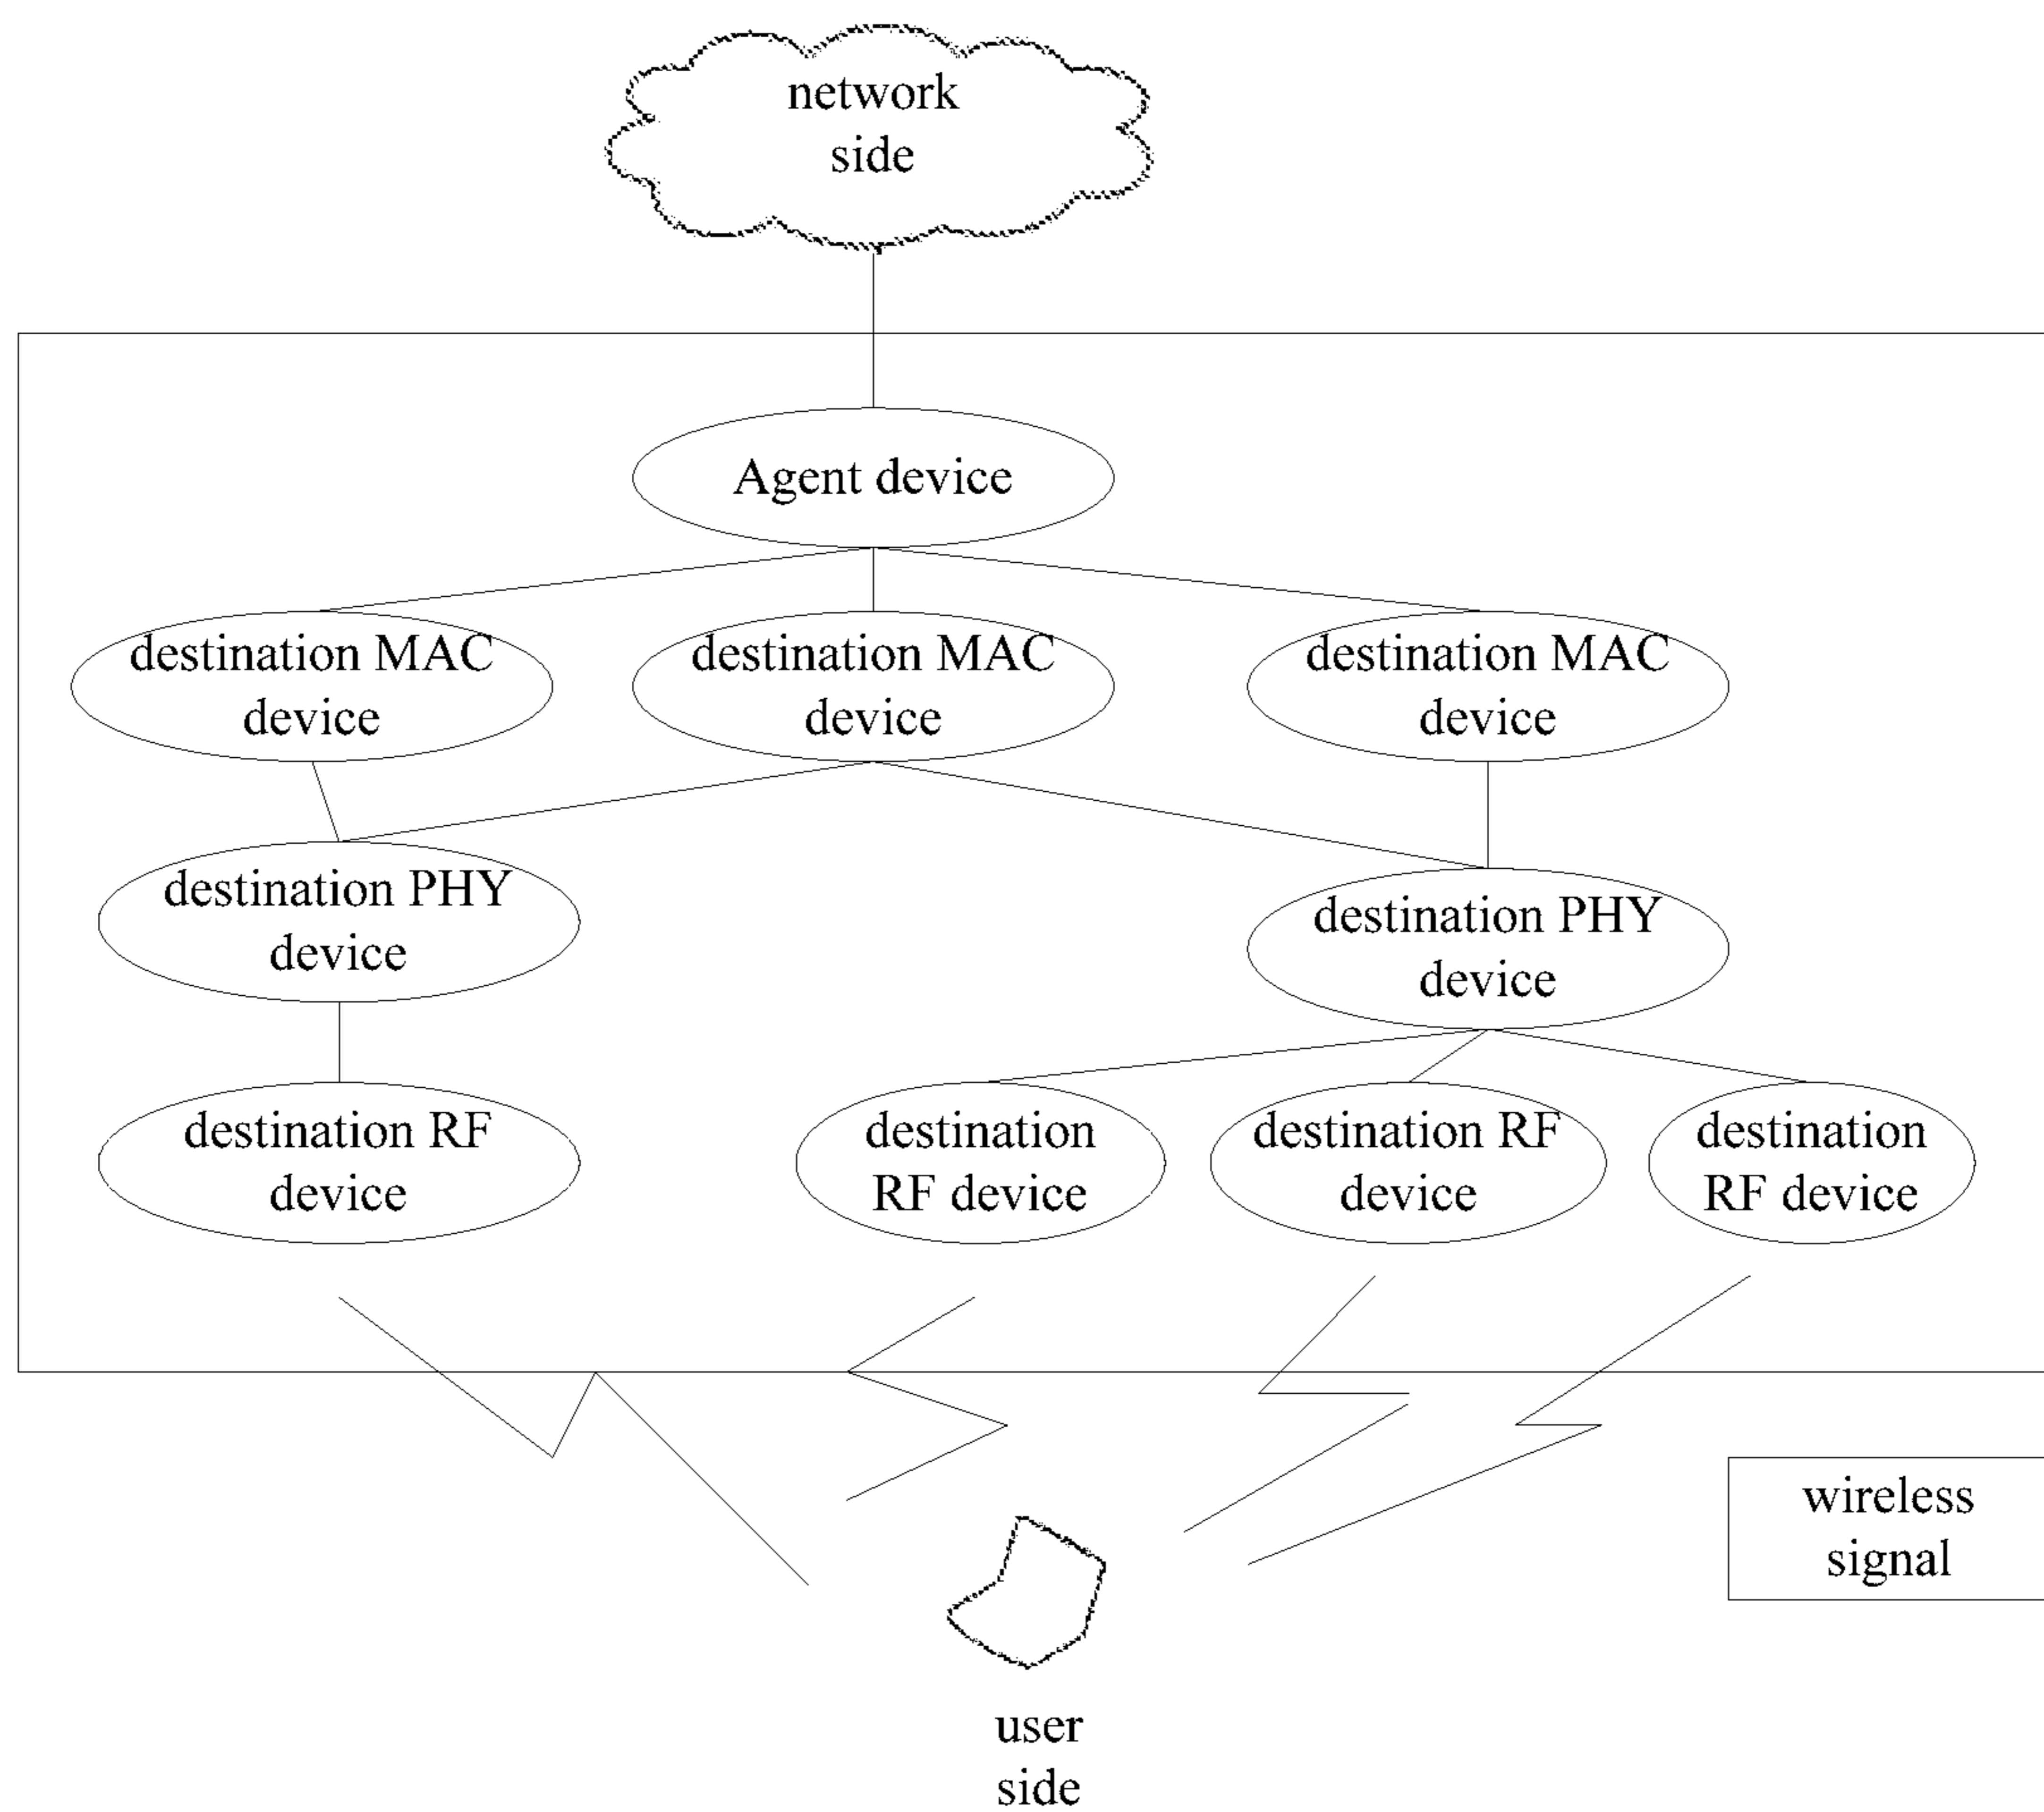 network
side
Agent device
destination MAC
device
destination MAC
device
destination MAC
device
destination PHY
device
destination PHY
device
destination RF
device
destination
RF device
destination RF
device
destination
RF device
wireless
signal
user
side